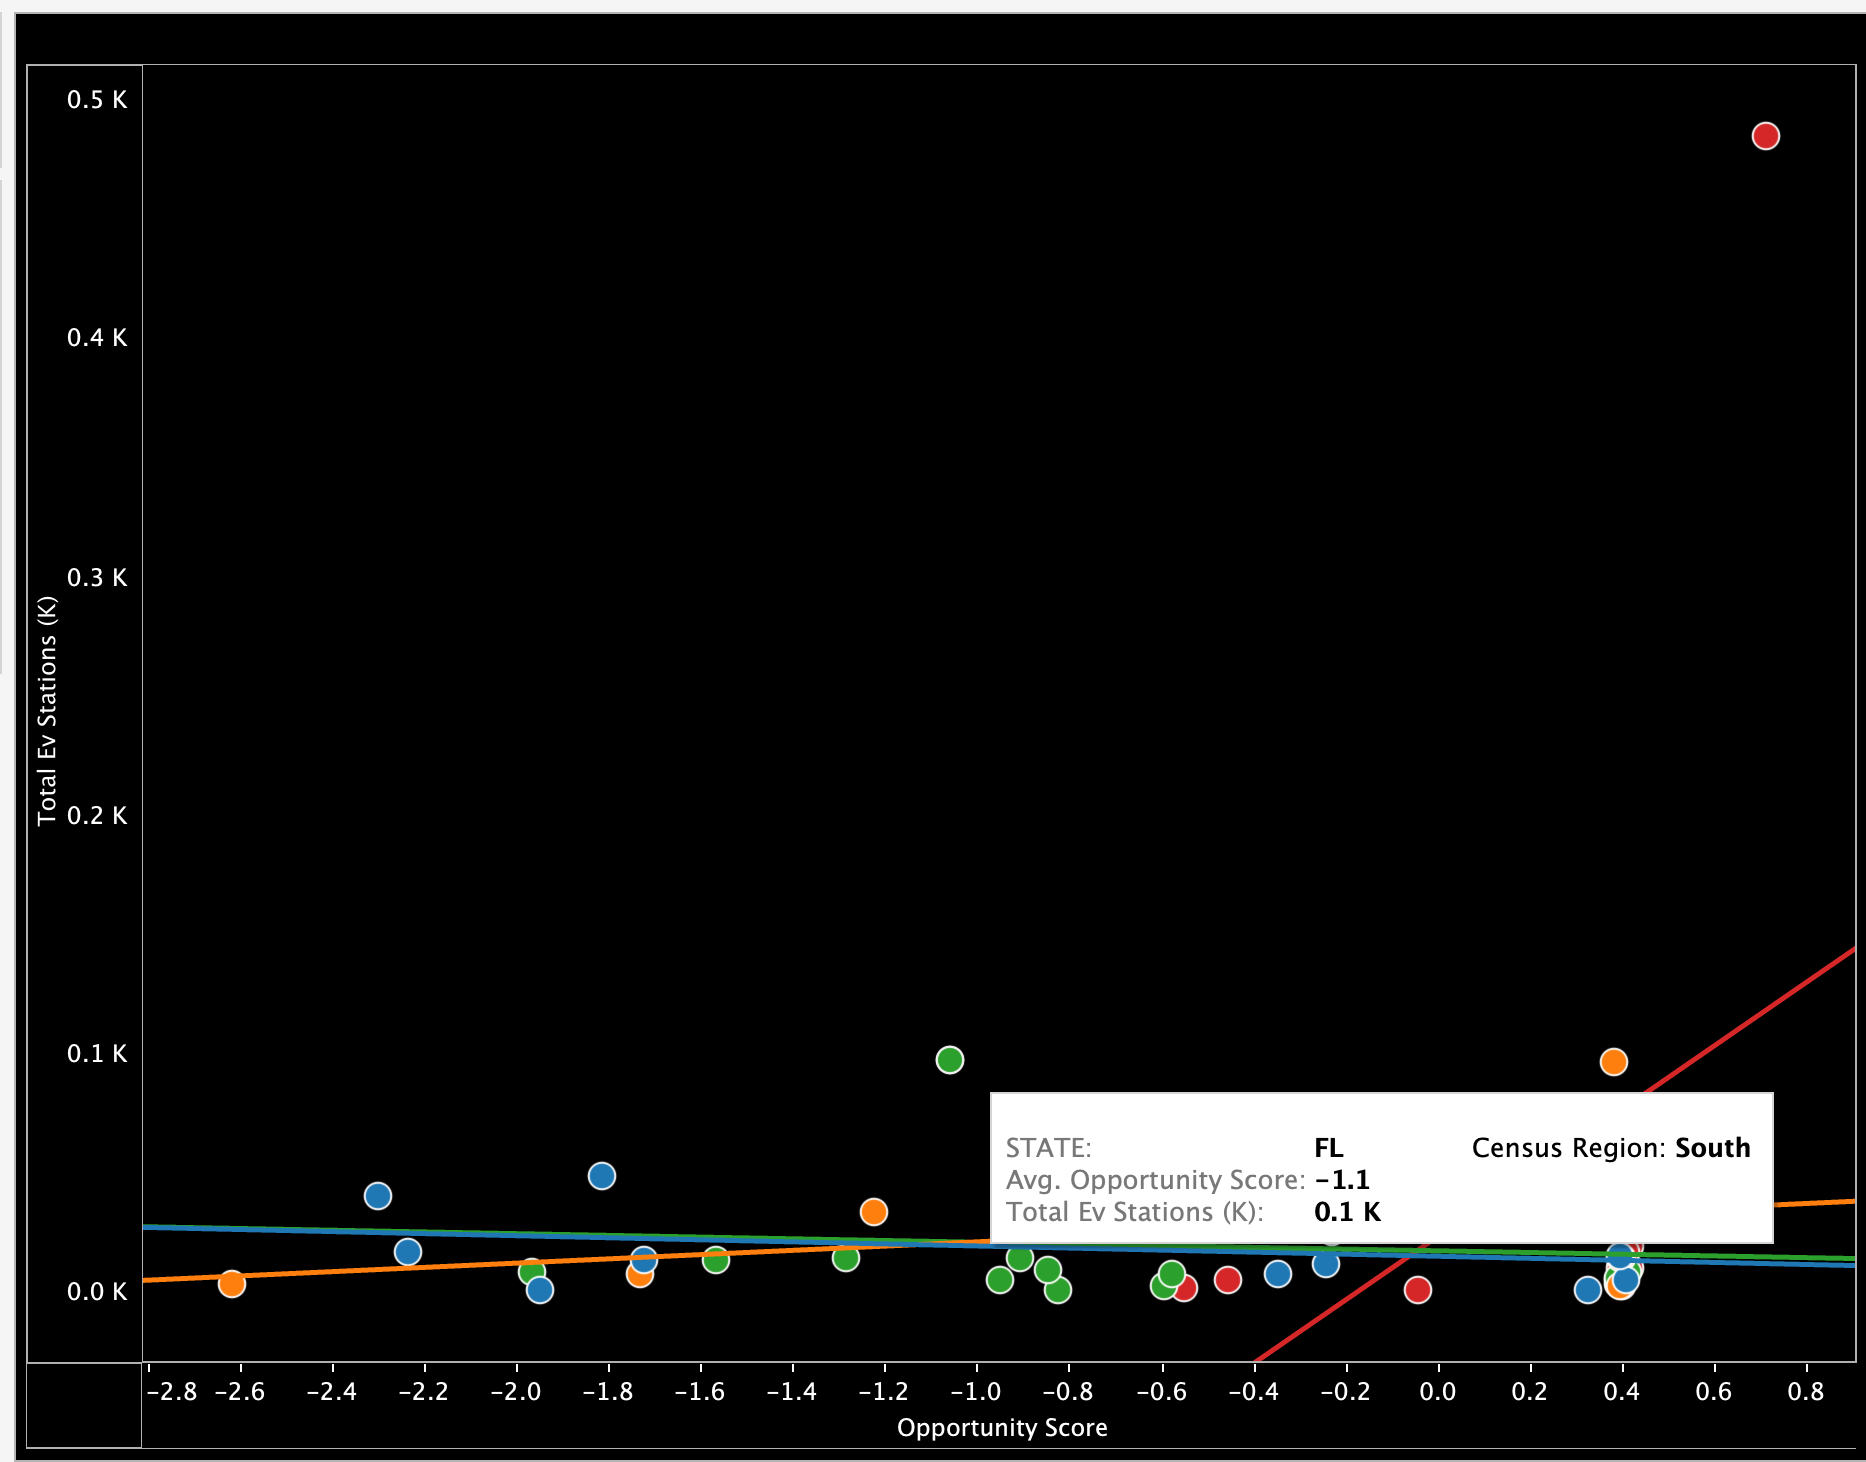 0.5 K
0.4 K
0.3 K
0.2 K
0.1 K
0.0 K
Total Ev Stations (K)
STATE: FL Census Region: South
Avg. Opportunity Score: −1.1
Total Ev Stations (K): 0.1 K
−2.8 −2.6 −2.4 −2.2 −2.0 −1.8 −1.6 −1.4 −1.2 −1.0 −0.8 −0.6 −0.4 −0.2 0.0 0.2 0.4 0.6 0.8
Opportunity Score